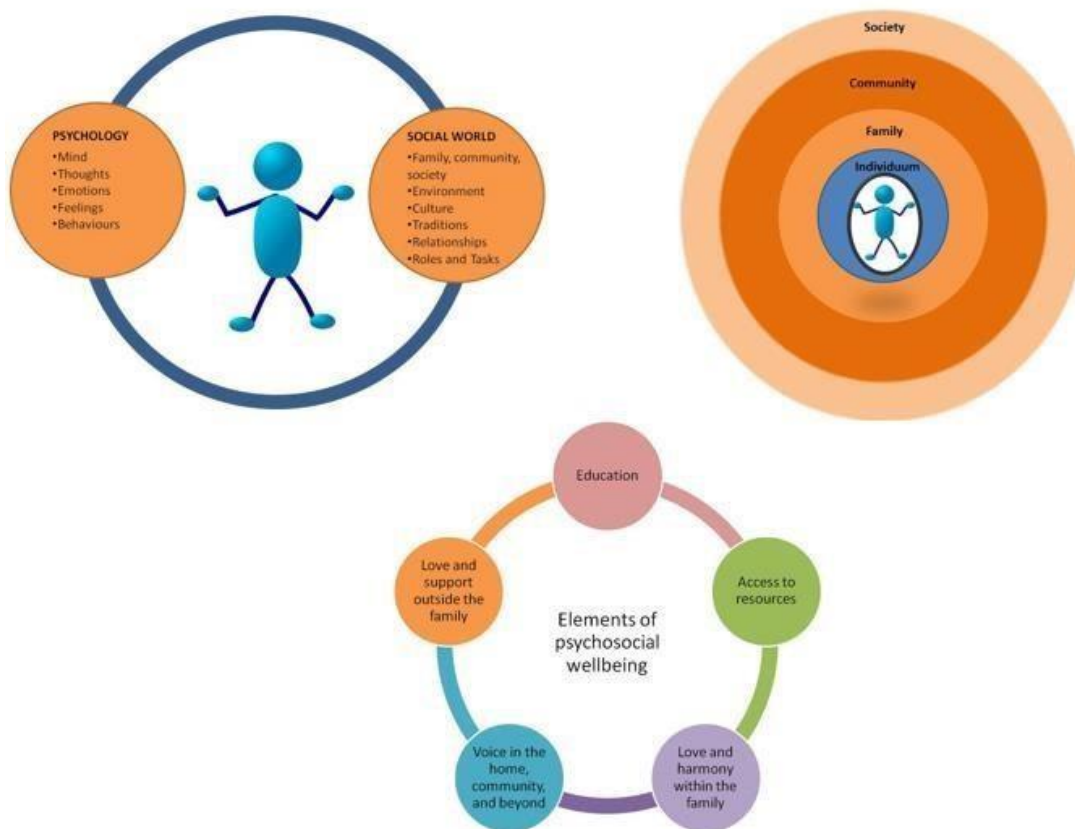 PSYCHOLOGY
•Mind
•Thoughts
•Emotions
•Feelings
•Behaviours
SOCIAL WORLD
•Family, community,
society
•Environment
•Culture
•Traditions
•Relationships
•Roles and Tasks
Society
Community
Family
Individuum
Education
Access to
resources
Love and
harmony
within the
family
Voice in the
home,
community,
and beyond
Love and
support
outside the
family
Elements of
psychosocial
wellbeing